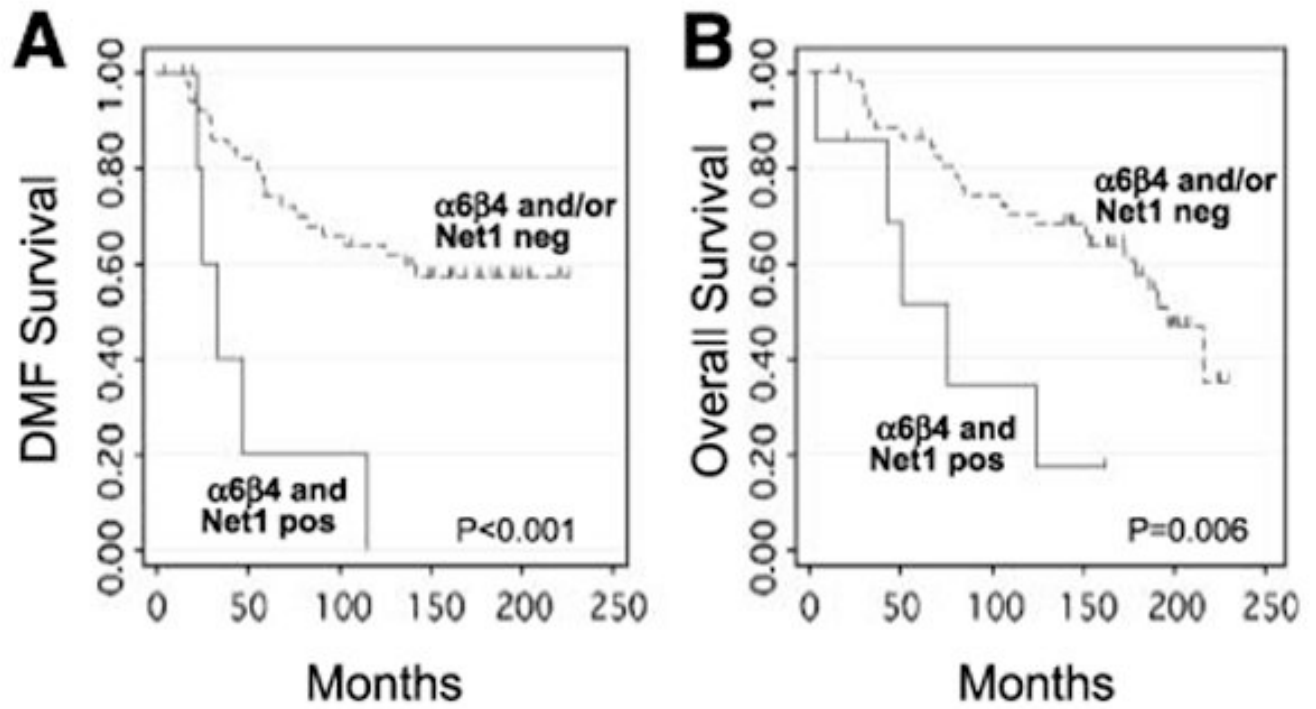 A
DMF Survival
1.00
0.80
0.60
0.40
0.20
0.00
α6β4 and/or
Net1 neg
α6β4 and
Net1 pos
P<0.001
0 50 100 150 200 250
Months
B
Overall Survival
1.00
0.80
0.60
0.40
0.20
0.00
α6β4 and/or
Net1 neg
α6β4 and
Net1 pos
P=0.006
0 50 100 150 200 250
Months